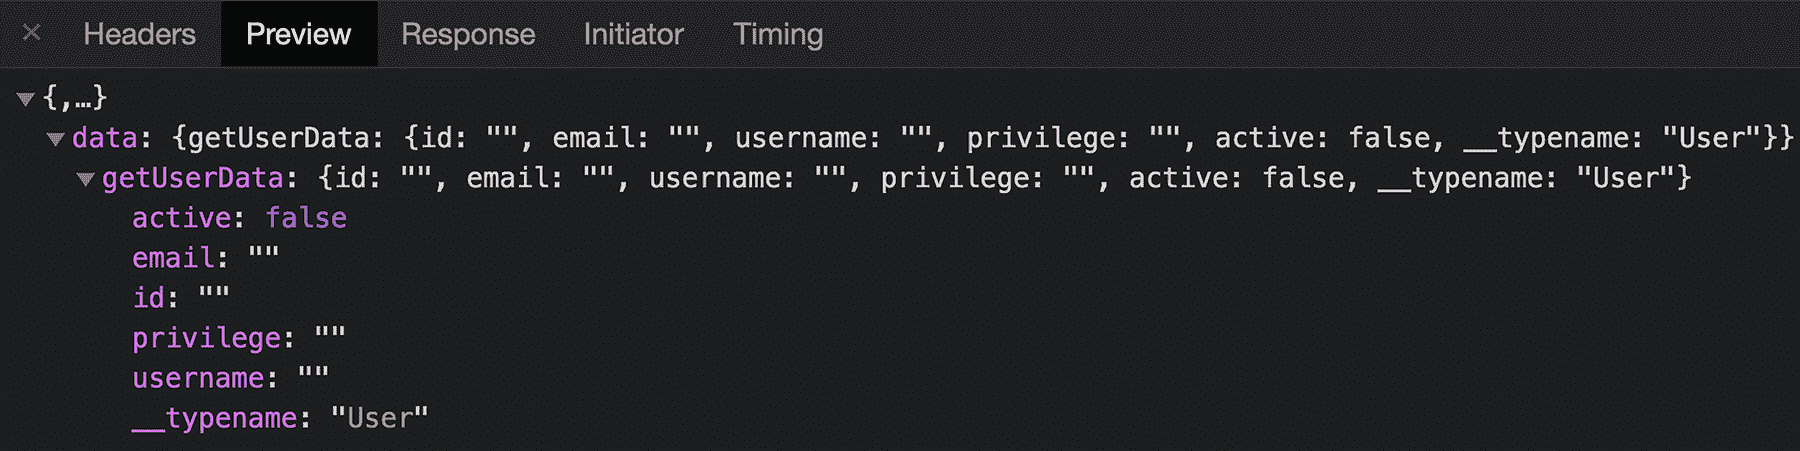 × Headers Preview Response Initiator Timing
▼{,…}
▼data: {getUserData: {id: "", email: "", username: "", privilege: "", active: false, __typename: "User"}}
▼getUserData: {id: "", email: "", username: "", privilege: "", active: false, __typename: "User"}
active: false
email: ""
id: ""
privilege: ""
username: ""
__typename: "User"